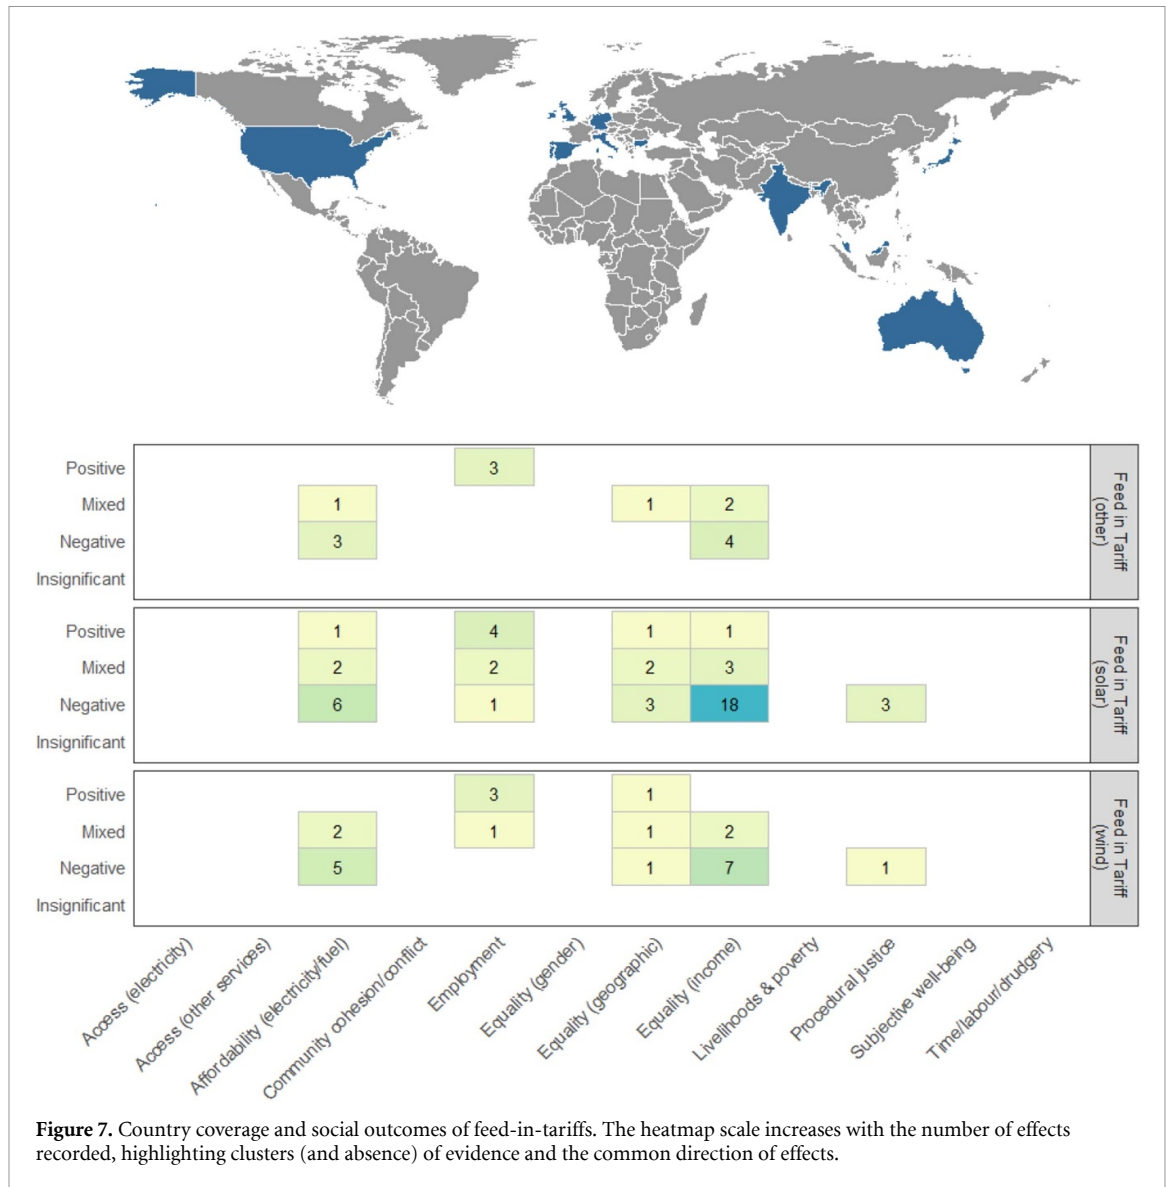 Positive 3
Mixed 1 1 2
Negative 3 4
Insignificant
Feed in Tariff
(other)
Positive 1 4 1 1
Mixed 2 2 2 3
Negative 6 1 3 18 3
Insignificant
Feed in Tariff
(solar)
Positive 3 1
Mixed 2 1 1 2
Negative 5 1 7 1
Insignificant
Feed in Tariff
(wind)
Access (electricity)
Access (other services)
Affordability (electricity/fuel)
Community cohesion/conflict
Employment
Equality (gender)
Equality (geographic)
Equality (income)
Livelihoods & poverty
Procedural justice
Subjective well-being
Time/labour/drudgery
Figure 7. Country coverage and social outcomes of feed-in-tariffs. The heatmap scale increases with the number of effects
recorded, highlighting clusters (and absence) of evidence and the common direction of effects.